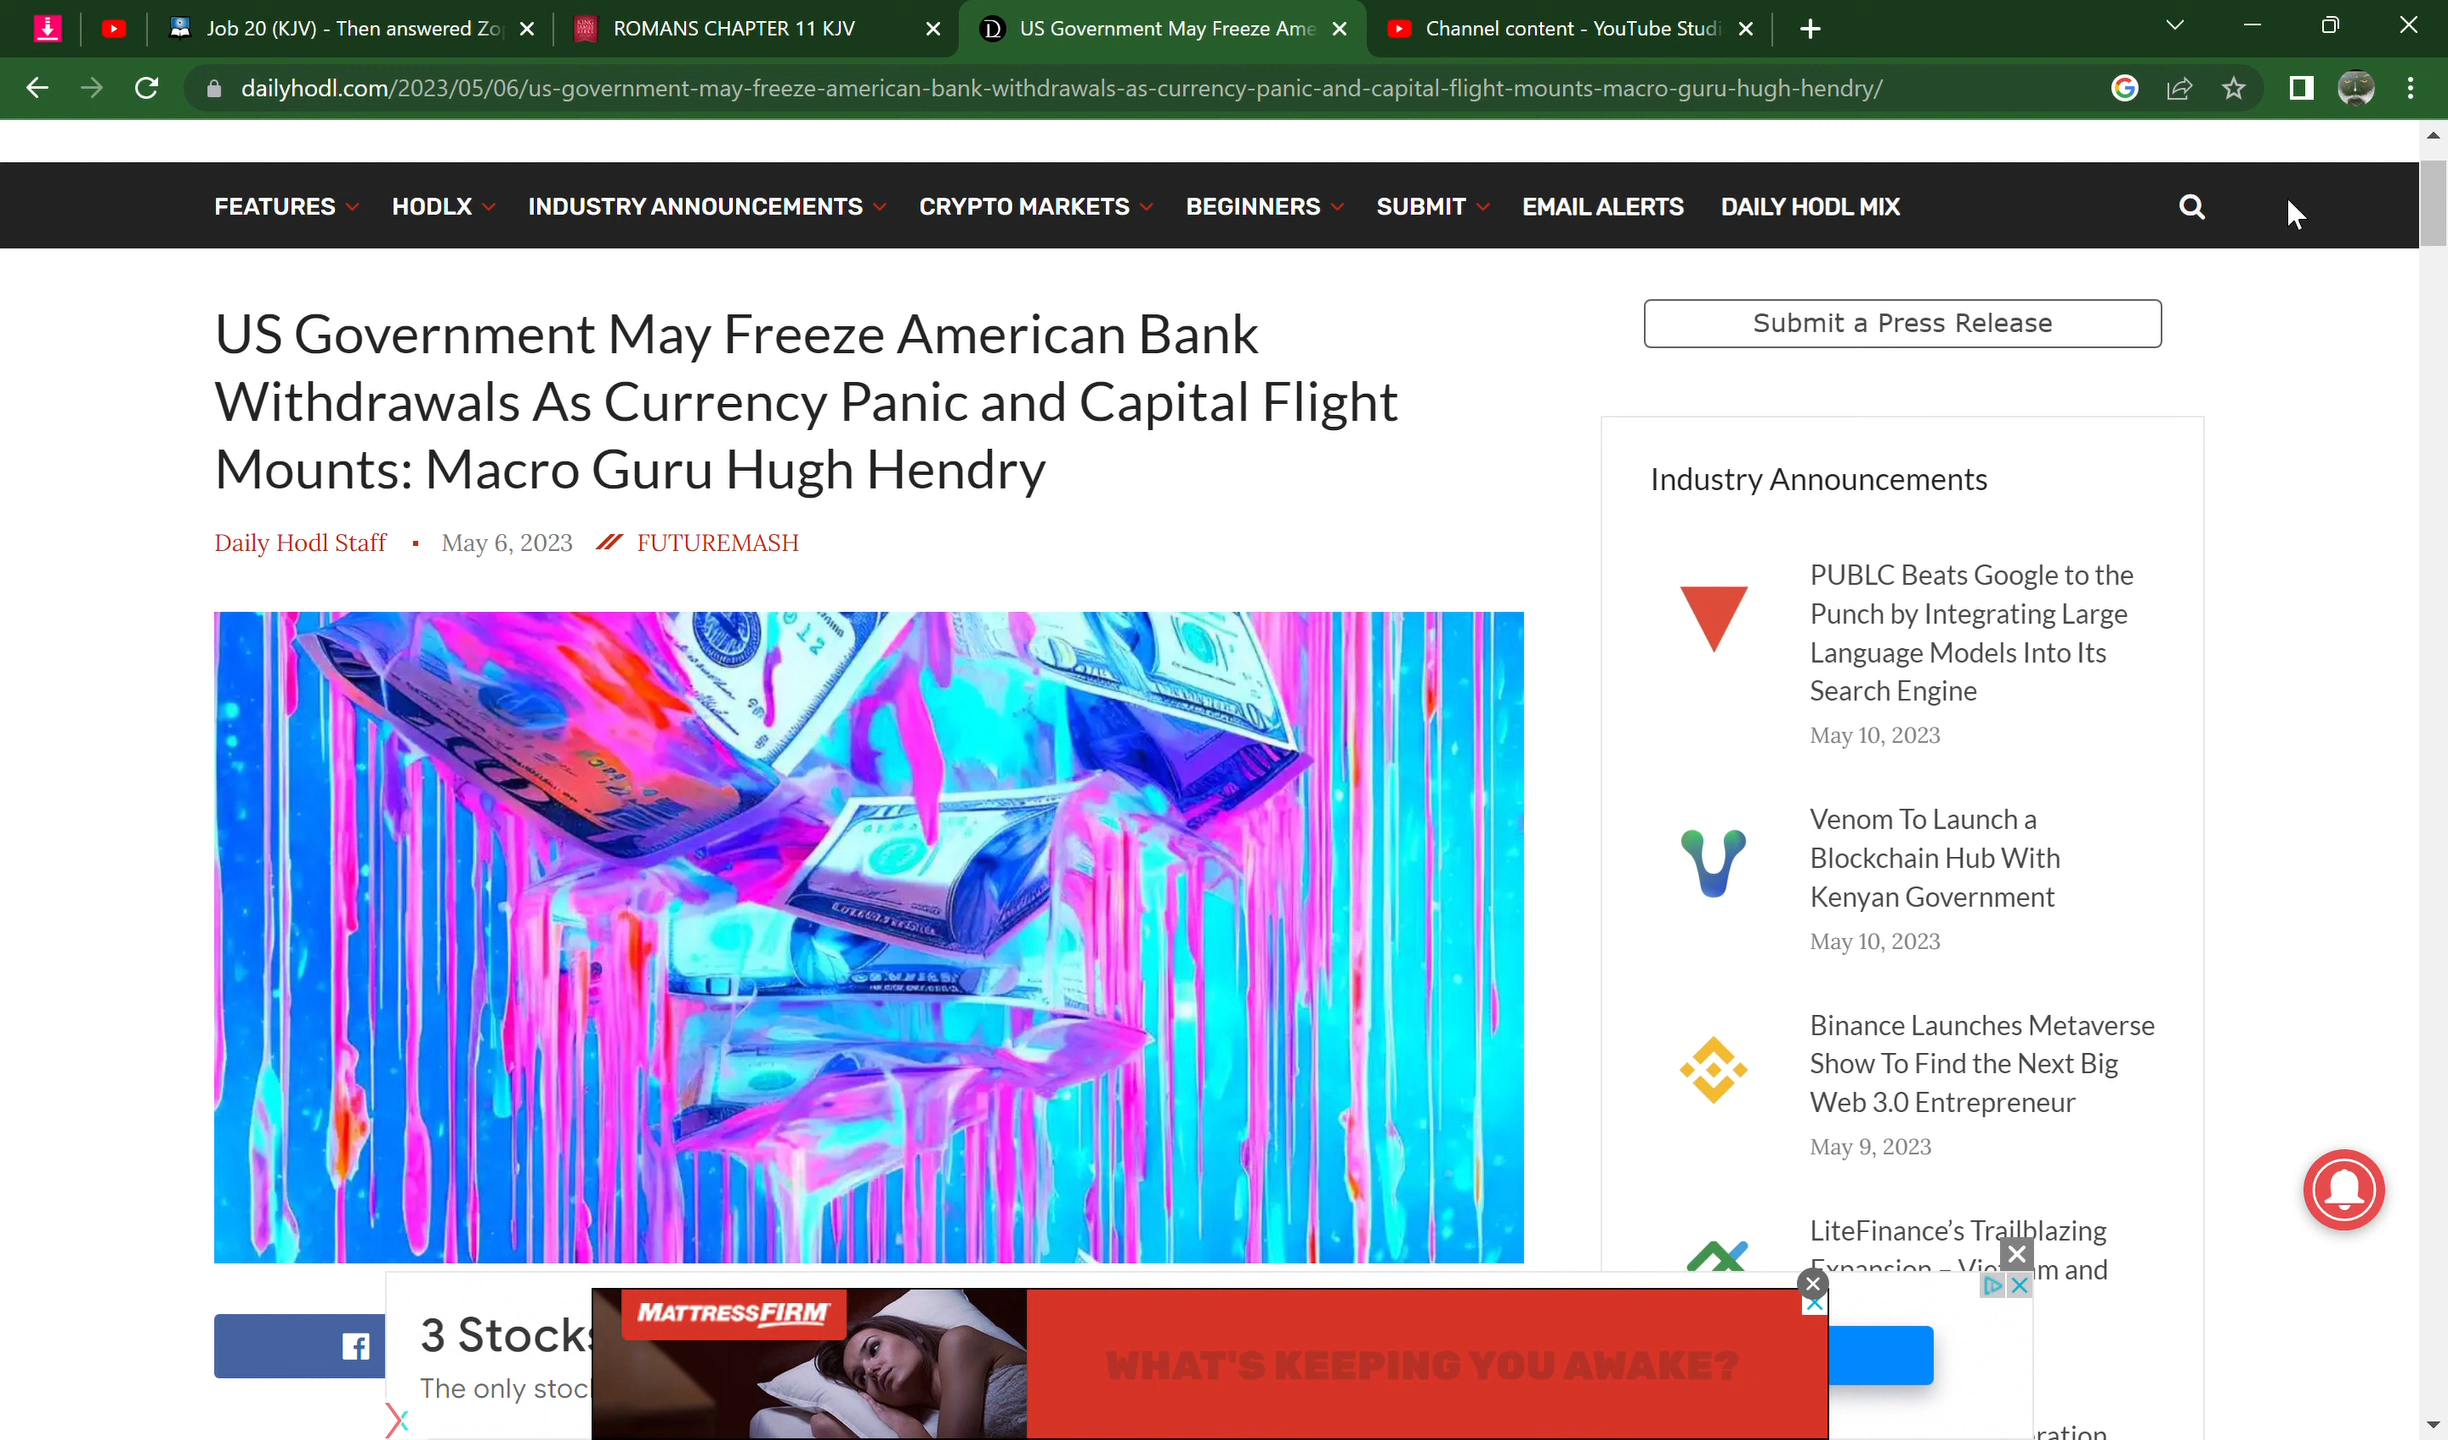 Job 20 (KJV) - Then answered Zop
ROMANS CHAPTER 11 KJV
US Government May Freeze Ame
Channel content - YouTube Studi
dailyhodl.com/2023/05/06/us-government-may-freeze-american-bank-withdrawals-as-currency-panic-and-capital-flight-mounts-macro-guru-hugh-hendry/
FEATURES HODLX INDUSTRY ANNOUNCEMENTS CRYPTO MARKETS BEGINNERS SUBMIT EMAIL ALERTS DAILY HODL MIX
US Government May Freeze American Bank
Withdrawals As Currency Panic and Capital Flight
Mounts: Macro Guru Hugh Hendry
Daily Hodl Staff • May 6, 2023 // FUTUREMASH
Submit a Press Release
Industry Announcements
PUBLC Beats Google to the
Punch by Integrating Large
Language Models Into Its
Search Engine
May 10, 2023
Venom To Launch a
Blockchain Hub With
Kenyan Government
May 10, 2023
Binance Launches Metaverse
Show To Find the Next Big
Web 3.0 Entrepreneur
May 9, 2023
LiteFinance's Trailblazing
and
3 Stocks
The only
MATTRESSFIRM
WHAT'S KEEPING YOU AWAKE?